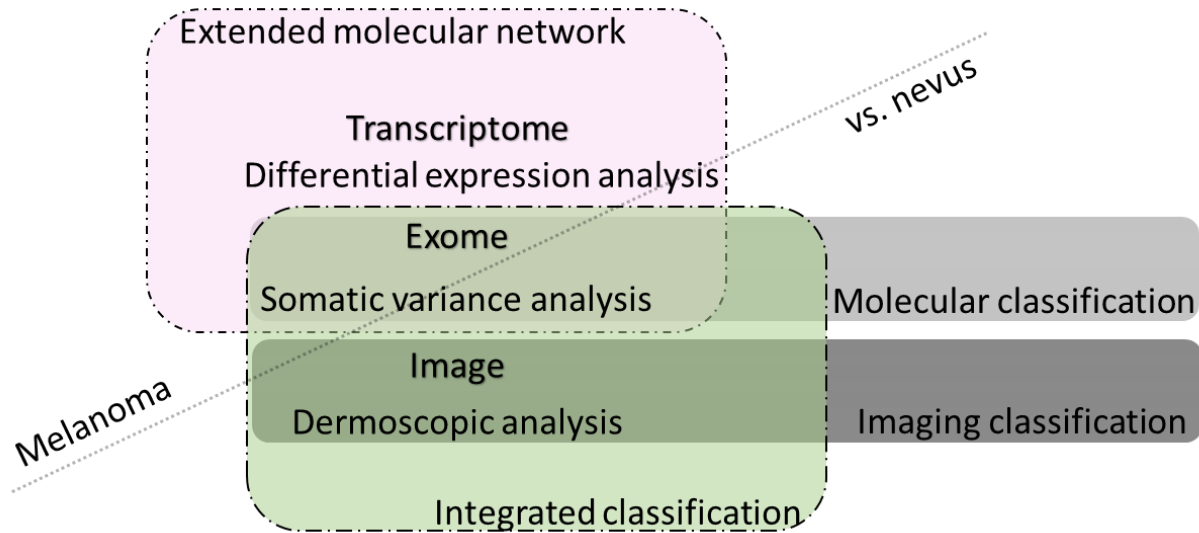 Extended molecular network
vs. nevus
Transcriptome
Differential expression analysis
Exome
Somatic variance analysis
Molecular classification
Image
Melanoma
Dermoscopic analysis
Imaging classification
Integrated classification